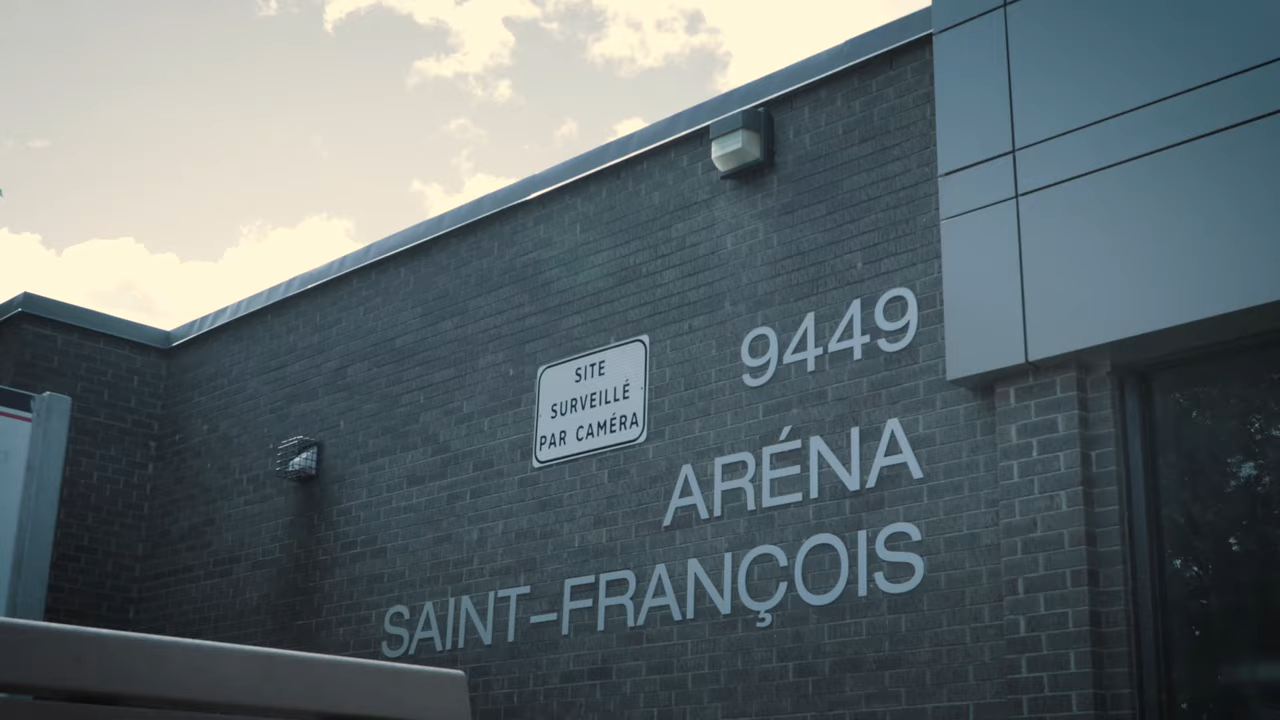 SITE
SURVEILLÉ
PAR CAMÉRA
9449
ARÉNA
SAINT-FRANÇOIS